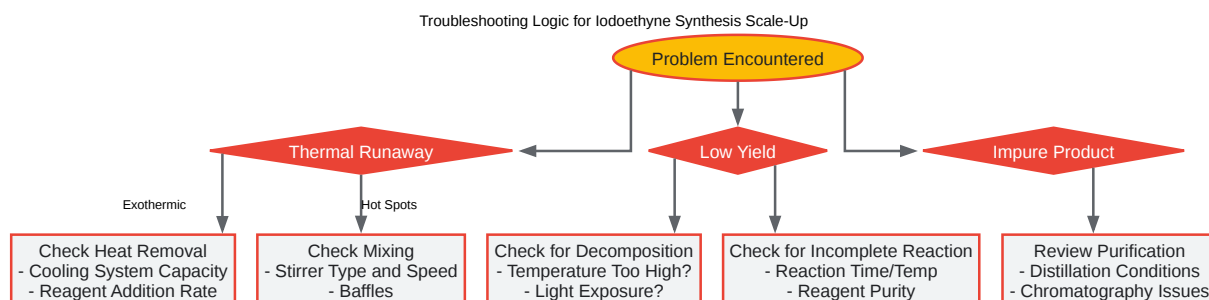 Troubleshooting Logic for Iodoethyne Synthesis Scale-Up
Problem Encountered
Thermal Runaway
Low Yield
Impure Product
Exothermic
Hot Spots
Check Heat Removal
- Cooling System Capacity
- Reagent Addition Rate
Check Mixing
- Stirrer Type and Speed
- Baffles
Check for Decomposition
- Temperature Too High?
- Light Exposure?
Check for Incomplete Reaction
- Reaction Time/Temp
- Reagent Purity
Review Purification
- Distillation Conditions
- Chromatography Issues